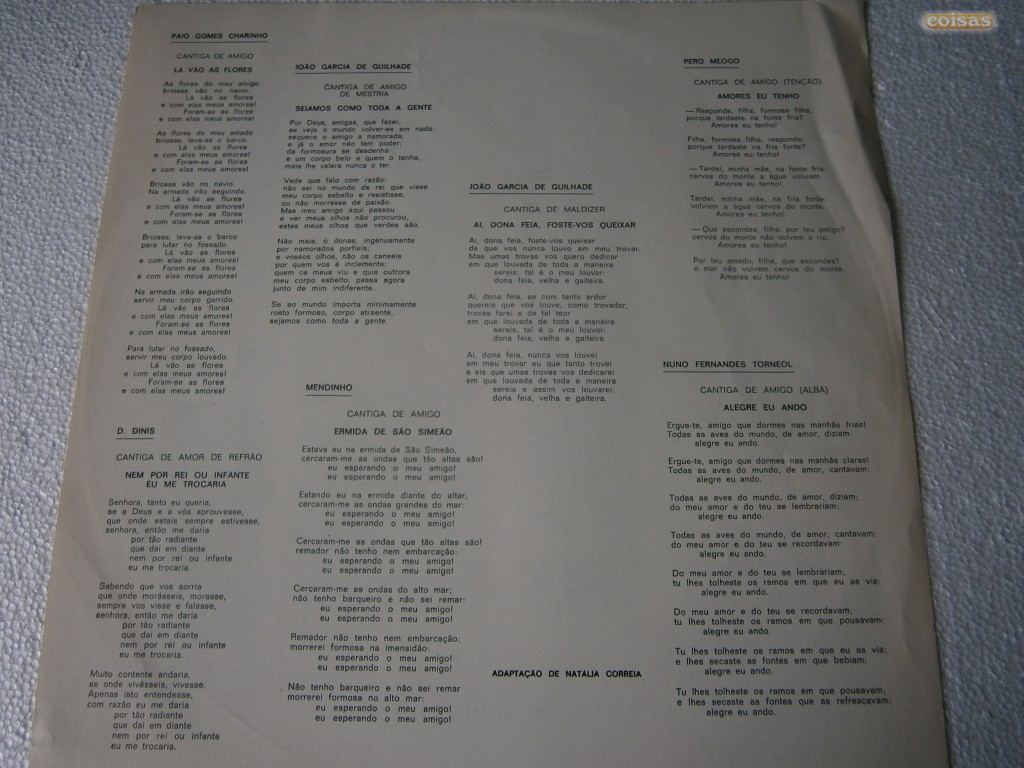 coisas.
PAIO GOMES CHARINHO
CANTIGA DE AMIGO
LÁ VÃO AS FLORES
As flores do meu amigo
briosas vão no navio.
Lá vão as flores
e com elas meus amores!
Foram-se as flores
e com elas meus amores!
As flores do meu amado
briosas, leva-as o barco.
Lá vão as flores
e com elas meus amores!
Foram-se as flores
e com elas meus amores!
Briosas vão no navio.
Na armada irão seguindo.
Lá vão as flores
e com elas meus amores!
Foram-se as flores
e com elas meus amores!
Briosas, leva-as o barco
para lutar no fossado.
Lá vão as flores
e com elas meus amores!
Foram-se as flores
e com elas meus amores!
Na armada irão seguindo
servir meu corpo garrido.
Lá vão as flores
e com elas meus amores!
Foram-se as flores
e com elas meus amores!
Para lutar no fossado,
servir meu corpo louvado.
Lá vão as flores
e com elas meus amores!
Foram-se as flores
e com elas meus amores!
D. DINIS
CANTIGA DE AMOR DE REFRÃO
NEM POR REI OU INFANTE
EU ME TROCARIA
Senhora, tanto eu queria,
se a Deus e a vós aprouvesse,
que onde estais sempre estivesse,
senhora, então me daria
por tão radiante
que daí em diante
nem por rei ou infante
eu me trocaria.
Sabendo que vos sorria
que onde morásseis, morasse,
sempre vos visse e falasse,
senhora, então me daria
por tão radiante
que daí em diante
nem por rei ou infante
eu me trocaria.
Muito contente andaria,
se onde vivêsseis, vivesse.
Apenas isto entendesse,
com razão eu me daria
por tão radiante
que daí em diante
nem por rei ou infante
eu me trocaria.
JOÃO GARCIA DE GUILHADE
CANTIGA DE AMIGO
DE MESTRIA
SEJAMOS COMO TODA A GENTE
Por Deus, amigas, que fazer,
se vejo o mundo volver-se em nada:
esquece o amigo a namorada,
e já o amor não tem poder;
da formosura se desdenha
e um corpo belo a quem o tenha,
mais lhe valera nunca o ter.
Vede que falo com razão:
não sei no mundo de rei que visse
meu corpo esbelto e resistisse,
ou não morresse de paixão.
Mas meu amigo aqui passou
e ver meus olhos não procurou,
estes meus olhos que verdes são.
Não mais, ó donas, ingènuamente
por namorados porfieis;
e vossos olhos, não os canseis
por quem vos é inclemente:
quem os meus viu e quis outrora
meu corpo esbelto, passa agora
junto de mim indiferente.
Se ao mundo importa mìnimamente
rosto formoso, corpo atraente,
sejamos como toda a gente.
MENDINHO
CANTIGA DE AMIGO
ERMIDA DE SÃO SIMEÃO
Estava eu na ermida de São Simeão,
cercaram-me as ondas que tão altas são!
eu esperando o meu amigo!
eu esperando o meu amigo!
Estando eu na ermida diante do altar,
cercaram-me as ondas grandes do mar:
eu esperando o meu amigo!
eu esperando o meu amigo!
Cercaram-me as ondas que tão altas são!
remador não tenho nem embarcação:
eu esperando o meu amigo!
eu esperando o meu amigo!
Cercaram-me as ondas do alto mar;
não tenho barqueiro e não sei remar:
eu esperando o meu amigo!
eu esperando o meu amigo!
Remador não tenho nem embarcação;
morrerei formosa na imensidão:
eu esperando o meu amigo!
eu esperando o meu amigo!
Não tenho barqueiro e não sei remar
morrerei formosa no alto mar:
eu esperando o meu amigo!
eu esperando o meu amigo!
JOÃO GARCIA DE GUILHADE
CANTIGA DE MALDIZER
AI, DONA FEIA, FOSTE-VOS QUEIXAR
Ai, dona feia, foste-vos queixar
de que vos nunca louvo em meu trovar.
Mas umas trovas vos quero dedicar
em que louvada de toda a maneira
sereis; tal é o meu louvar:
dona feia, velha e gaiteira.
Ai, dona feia, se com tanto ardor
quereis que vos louve, como trovador,
trovas farei e de tal teor
em que louvada de toda a maneira
sereis, tal é o meu louvor:
dona feia, velha e gaiteira.
Ai, dona feia, nunca vos louvei
em meu trovar eu que tanto trovei
e eis que umas trovas vos dedicarei
em que louvada de toda a maneira
sereis e assim vos louvarei:
dona feia, velha e gaiteira.
ADAPTAÇÃO DE NATÁLIA CORREIA
PERO MEOGO
CANTIGA DE AMIGO (TENÇÃO)
AMORES EU TENHO
— Responde, filha, formosa filha,
porque tardaste na fonte fria?
Amores eu tenho!
Filha, formosa filha, responde:
porque tardaste na fria fonte?
Amores eu tenho!
— Tardei, minha mãe, na fonte fria,
cervos do monte a água volviam.
Amores eu tenho!
Tardei, minha mãe, na fria fonte
volviam a água cervos do monte.
Amores eu tenho!
— Que escondes, filha, por teu amigo?
cervos do monte não volvem o rio.
Amores eu tenho!
Por teu amado, filha, que escondes?
o mar não volvem cervos do monte.
Amores eu tenho!
NUNO FERNANDES TORNEOL
CANTIGA DE AMIGO (ALBA)
ALEGRE EU ANDO
Ergue-te, amigo que dormes nas manhãs frias!
Todas as aves do mundo, de amor, diziam:
alegre eu ando.
Ergue-te, amigo que dormes nas manhãs claras!
Todas as aves do mundo, de amor, cantavam:
alegre eu ando.
Todas as aves do mundo, de amor, diziam;
do meu amor e do teu se lembrariam:
alegre eu ando.
Todas as aves do mundo, de amor, cantavam;
do meu amor e do teu se recordavam:
alegre eu ando.
Do meu amor e do teu se lembrariam;
tu lhes tolheste os ramos em que eu as via:
alegre eu ando.
Do meu amor e do teu se recordavam;
tu lhes tolheste os ramos em que pousavam:
alegre eu ando.
Tu lhes tolheste os ramos em que eu as via;
e lhes secaste as fontes em que bebiam:
alegre eu ando.
Tu lhes tolheste os ramos em que pousavam;
e lhes secaste as fontes que as refrescavam:
alegre eu ando.